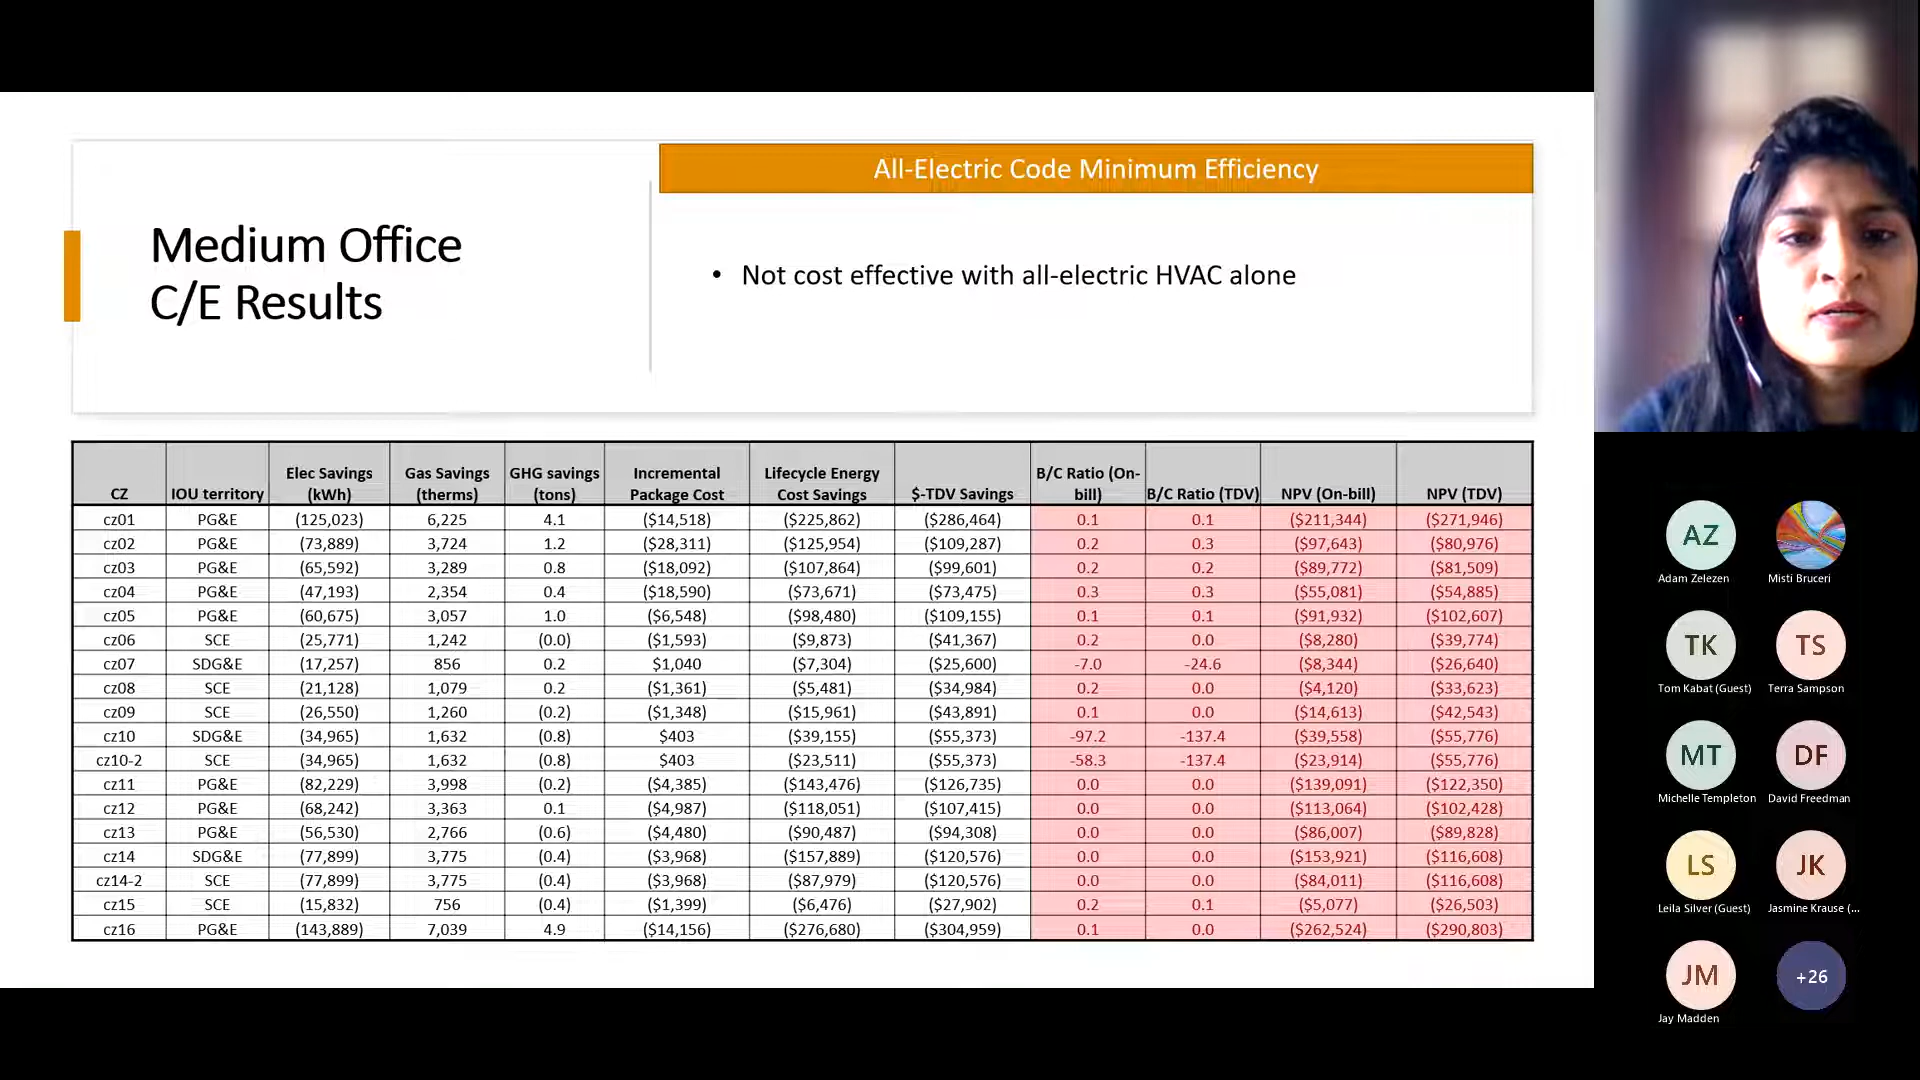 All-Electric Code Minimum Efficiency
Medium Office
C/E Results
• Not cost effective with all-electric HVAC alone
CZ IOU territory Elec Savings (kWh) Gas Savings (therms) GHG savings (tons) Incremental Package Cost Lifecycle Energy Cost Savings $-TDV Savings B/C Ratio (On-bill) B/C Ratio (TDV) NPV (On-bill) NPV (TDV)
cz01 PG&E (125,023) 6,225 4.1 ($14,518) ($225,862) ($286,464) 0.1 0.1 ($211,344) ($271,946)
cz02 PG&E (73,889) 3,724 1.2 ($28,311) ($125,954) ($109,287) 0.2 0.3 ($97,643) ($80,976)
cz03 PG&E (65,592) 3,289 0.8 ($18,092) ($107,864) ($99,601) 0.2 0.2 ($89,772) ($81,509)
cz04 PG&E (47,193) 2,354 0.4 ($18,590) ($73,671) ($73,475) 0.3 0.3 ($55,081) ($54,885)
cz05 PG&E (60,675) 3,057 1.0 ($6,548) ($98,480) ($109,155) 0.1 0.1 ($91,932) ($102,607)
cz06 SCE (25,771) 1,242 (0.0) ($1,593) ($9,873) ($41,367) 0.2 0.0 ($8,280) ($39,774)
cz07 SDG&E (17,257) 856 0.2 $1,040 ($7,304) ($25,600) -7.0 -24.6 ($8,344) ($26,640)
cz08 SCE (21,128) 1,079 0.2 ($1,361) ($5,481) ($34,984) 0.2 0.0 ($4,120) ($33,623)
cz09 SCE (26,550) 1,260 (0.2) ($1,348) ($15,961) ($43,891) 0.1 0.0 ($14,613) ($42,543)
cz10 SDG&E (34,965) 1,632 (0.8) $403 ($39,155) ($55,373) -97.2 -137.4 ($39,558) ($55,776)
cz10-2 SCE (34,965) 1,632 (0.8) $403 ($23,511) ($55,373) -58.3 -137.4 ($23,914) ($55,776)
cz11 PG&E (82,229) 3,998 (0.2) ($4,385) ($143,476) ($126,735) 0.0 0.0 ($139,091) ($122,350)
cz12 PG&E (68,242) 3,363 0.1 ($4,987) ($118,051) ($107,415) 0.0 0.0 ($113,064) ($102,428)
cz13 PG&E (56,530) 2,766 (0.6) ($4,480) ($90,487) ($94,308) 0.0 0.0 ($86,007) ($89,828)
cz14 SDG&E (77,899) 3,775 (0.4) ($3,968) ($157,889) ($120,576) 0.0 0.0 ($153,921) ($116,608)
cz14-2 SCE (77,899) 3,775 (0.4) ($3,968) ($87,979) ($120,576) 0.0 0.0 ($84,011) ($116,608)
cz15 SCE (15,832) 756 (0.4) ($1,399) ($6,476) ($27,902) 0.2 0.1 ($5,077) ($26,503)
cz16 PG&E (143,889) 7,039 4.9 ($14,156) ($276,680) ($304,959) 0.1 0.0 ($262,524) ($290,803)
AZ
Adam Zelezen Misti Bruceri
TK TS
Tom Kabat (Guest) Terra Sampson
MT DF
Michelle Templeton David Freedman
LS JK
Leila Silver (Guest) Jasmine Krause (...
JM +26
Jay Madden